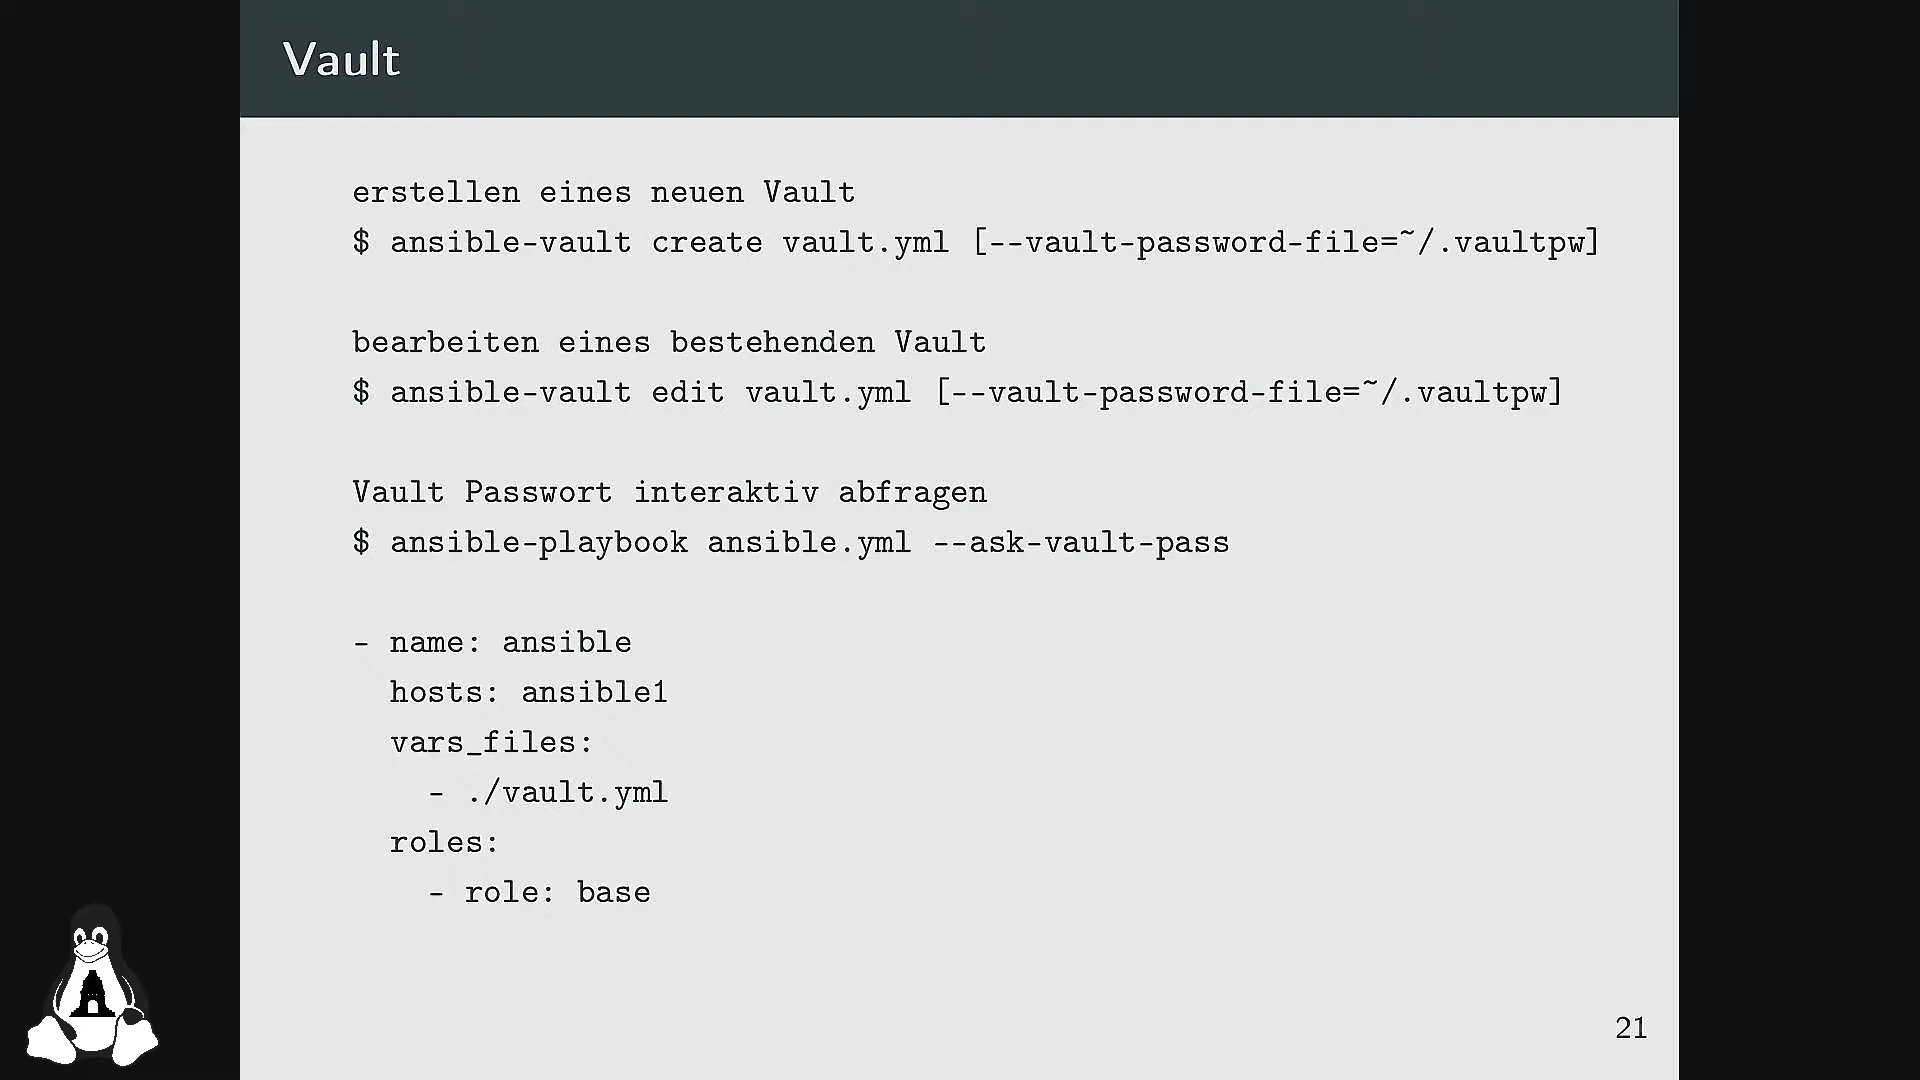 Vault
erstellen eines neuen Vault
$ ansible-vault create vault.yml [--vault-password-file=~/.vaultpw]
bearbeiten eines bestehenden Vault
$ ansible-vault edit vault.yml [--vault-password-file=~/.vaultpw]
Vault Passwort interaktiv abfragen
$ ansible-playbook ansible.yml --ask-vault-pass
- name: ansible
  hosts: ansible1
  vars_files:
    - ./vault.yml
  roles:
    - role: base
21